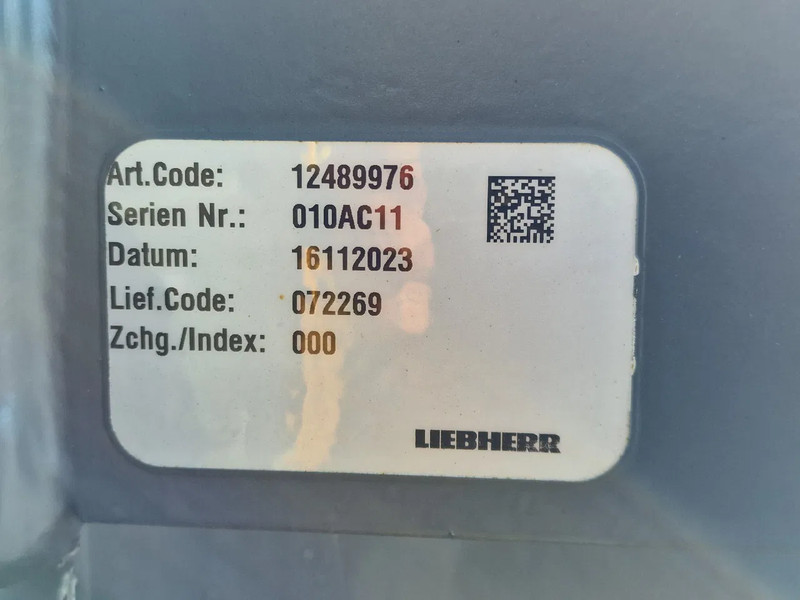 Art.Code: 12489976
Serien Nr.: 010AC11
Datum: 16112023
Lief.Code: 072269
Zchg./Index: 000
LIEBHERR